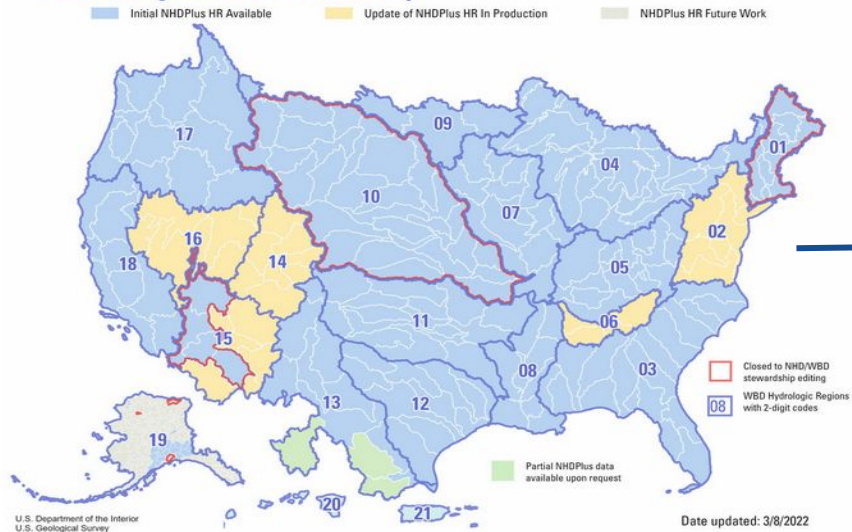 Initial NHDPlus HR Available
Update of NHDPlus HR In Production
NHDPlus HR Future Work
17
09
01
04
10
07
02
16
18
14
05
15
11
06
08
03
13
12
19
20
21
Closed to NHD/WBD
stewardship editing
08
WBD Hydrologic Regions
with 2-digit codes
Partial NHDPlus data
available upon request
U.S. Department of the Interior
U.S. Geological Survey
Date updated: 3/8/2022